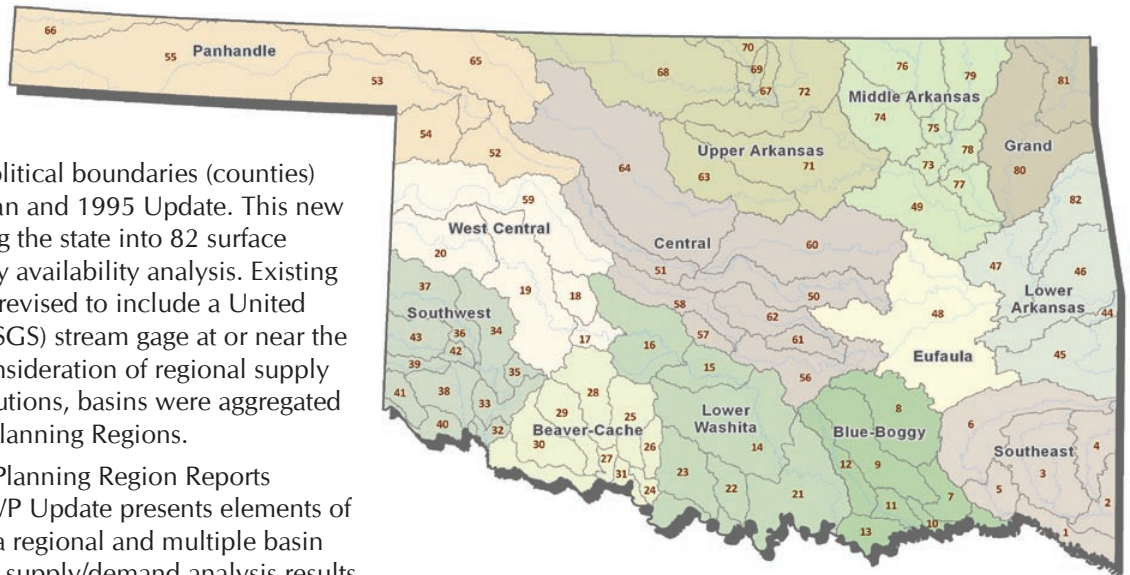 olitical boundaries (counties)
an and 1995 Update. This new
g the state into 82 surface
y availability analysis. Existing
revised to include a United
SGS) stream gage at or near the
nsideration of regional supply
utions, basins were aggregated
lanning Regions.
Planning Region Reports
P Update presents elements of
a regional and multiple basin
supply/demand analysis results
Panhandle
66
55
53
65
54
52
Upper Arkansas
68
70
69
67
72
63
71
Middle Arkansas
76
79
74
75
78
73
77
49
Grand
81
80
West Central
59
20
19
18
17
Central
64
60
51
50
58
62
57
61
56
Lower
Arkansas
82
47
46
44
45
Eufaula
48
Southwest
37
43
36
34
42
39
35
41
38
33
40
32
Beaver-Cache
28
29
25
30
26
27
31
24
Lower
Washita
16
15
14
23
22
21
Blue-Boggy
8
12
9
7
11
10
13
Southeast
6
4
3
5
2
1